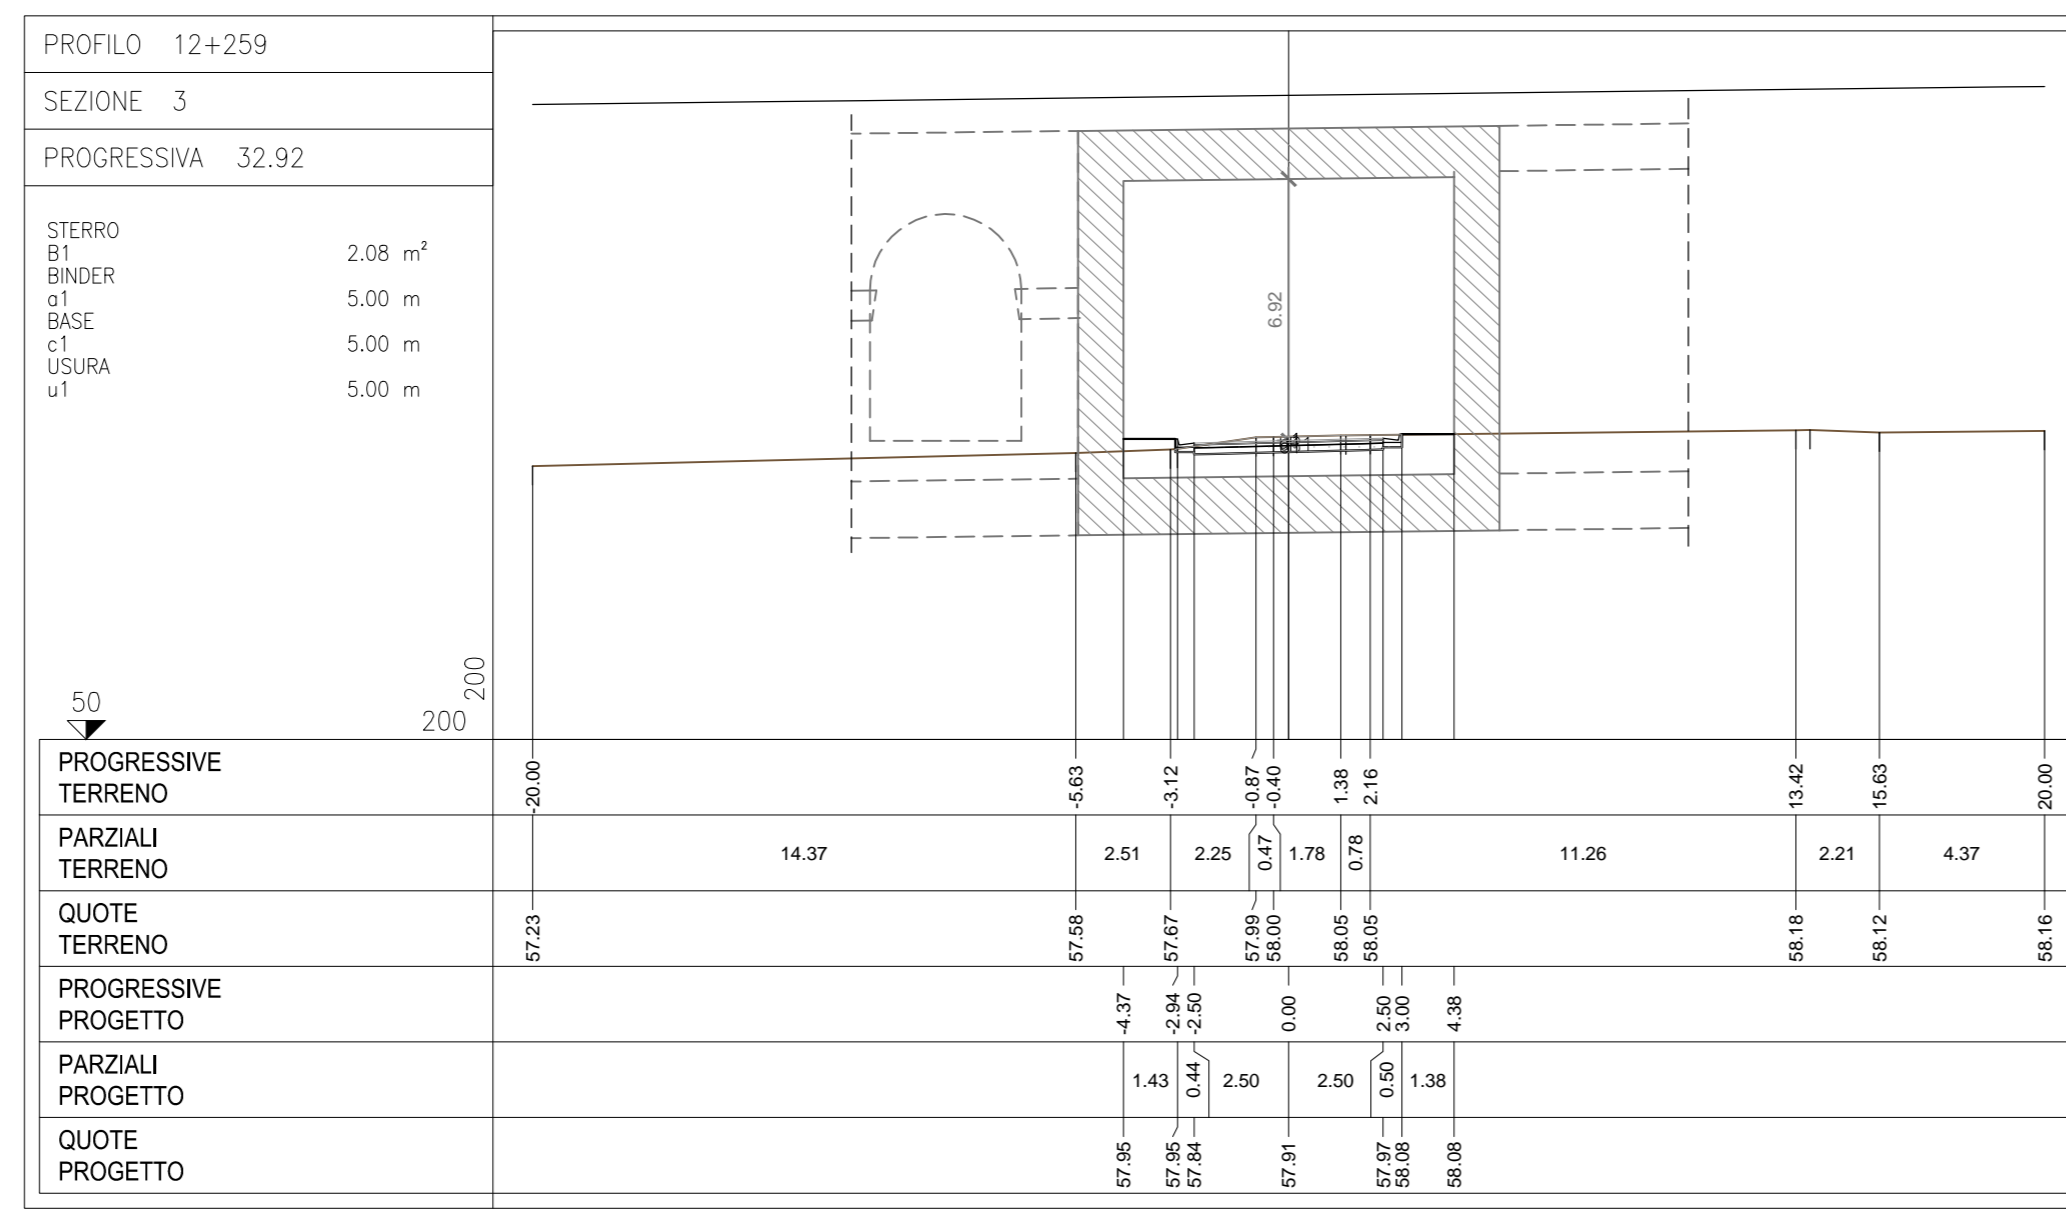 PROFILO 12+259
SEZIONE 3
PROGRESSIVA 32.92
STERRO
B1 2.08 m²
BINDER
a1 5.00 m
BASE
c1 5.00 m
USURA
u1 5.00 m
6.92
50
200
200
PROGRESSIVE
TERRENO
-20.00 -5.63 -3.12 -0.87 -0.40 1.38 2.16 13.42 15.63 20.00
PARZIALI
TERRENO
14.37 2.51 2.25 0.47 1.78 0.78 11.26 2.21 4.37
QUOTE
TERRENO
57.23 57.58 57.67 57.99 58.00 58.05 58.05 58.18 58.12 58.16
PROGRESSIVE
PROGETTO
-4.37 -2.94 -2.50 0.00 2.50 3.00 4.38
PARZIALI
PROGETTO
1.43 0.44 2.50 2.50 0.50 1.38
QUOTE
PROGETTO
57.95 57.95 57.84 57.91 57.97 58.08 58.08